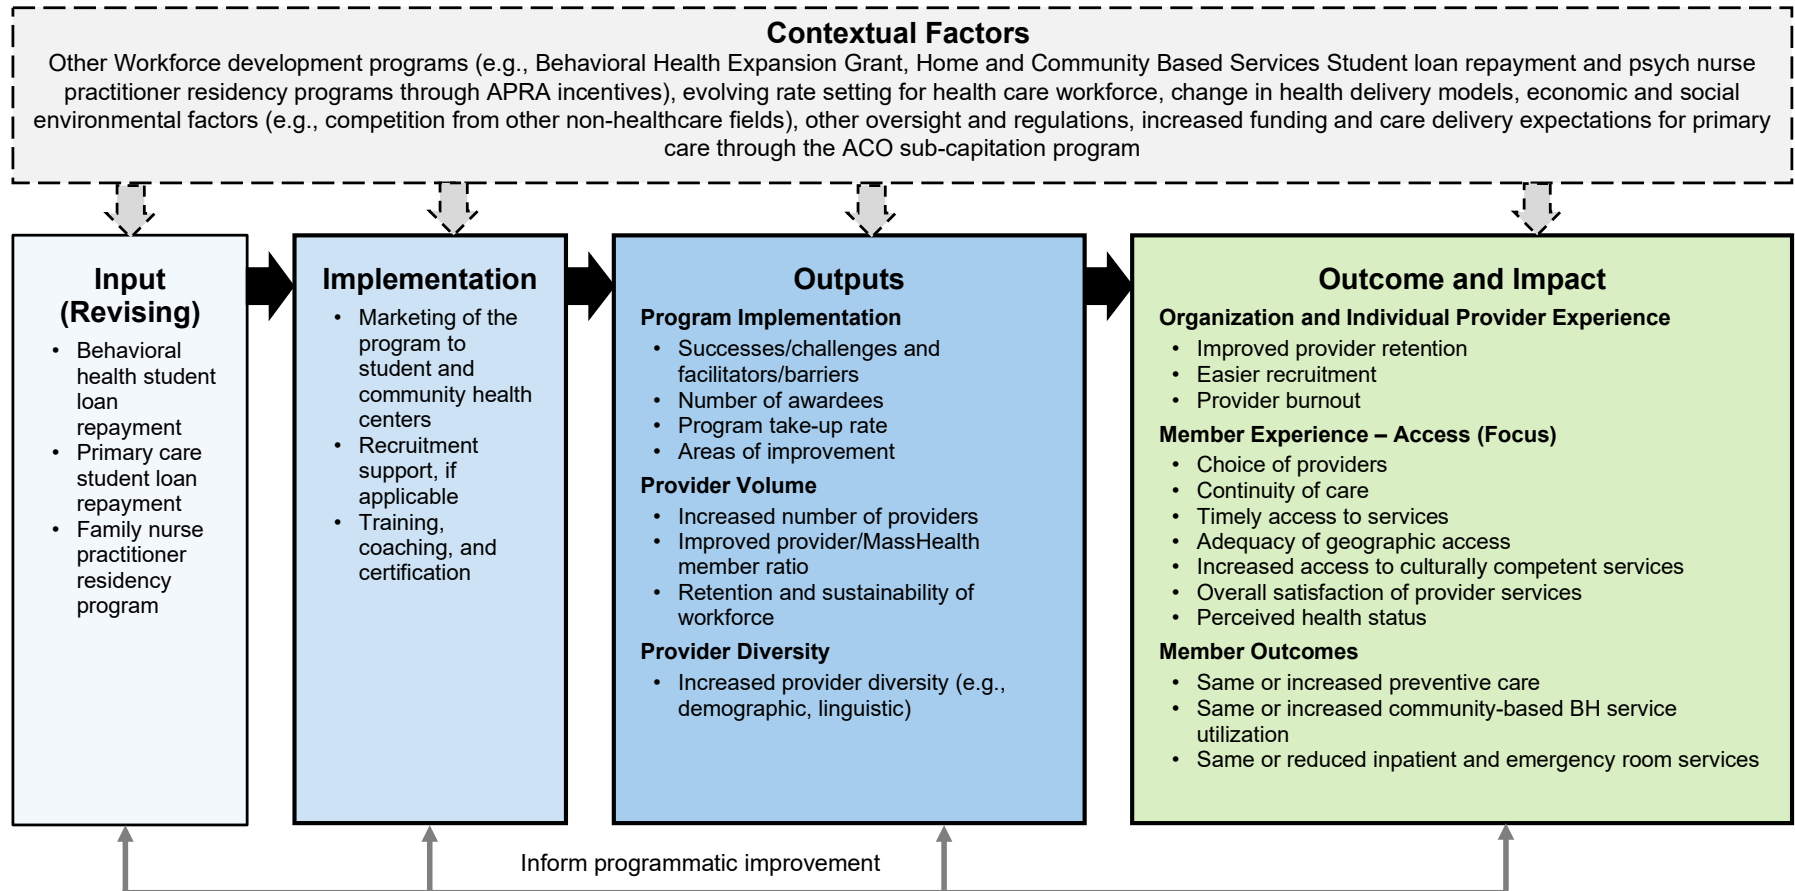 Contextual Factors
Other Workforce development programs (e.g., Behavioral Health Expansion Grant, Home and Community Based Services Student loan repayment and psych nurse
practitioner residency programs through APRA incentives), evolving rate setting for health care workforce, change in health delivery models, economic and social
environmental factors (e.g., competition from other non-healthcare fields), other oversight and regulations, increased funding and care delivery expectations for primary
care through the ACO sub-capitation program
Input
(Revising)
• Behavioral
health student
loan
repayment
• Primary care
student loan
repayment
• Family nurse
practitioner
residency
program
Implementation
• Marketing of the
program to
student and
community health
centers
• Recruitment
support, if
applicable
• Training,
coaching, and
certification
Outputs
Program Implementation
• Successes/challenges and
facilitators/barriers
• Number of awardees
• Program take-up rate
• Areas of improvement
Provider Volume
• Increased number of providers
• Improved provider/MassHealth
member ratio
• Retention and sustainability of
workforce
Provider Diversity
• Increased provider diversity (e.g.,
demographic, linguistic)
Outcome and Impact
Organization and Individual Provider Experience
• Improved provider retention
• Easier recruitment
• Provider burnout
Member Experience – Access (Focus)
• Choice of providers
• Continuity of care
• Timely access to services
• Adequacy of geographic access
• Increased access to culturally competent services
• Overall satisfaction of provider services
• Perceived health status
Member Outcomes
• Same or increased preventive care
• Same or increased community-based BH service
utilization
• Same or reduced inpatient and emergency room services
Inform programmatic improvement